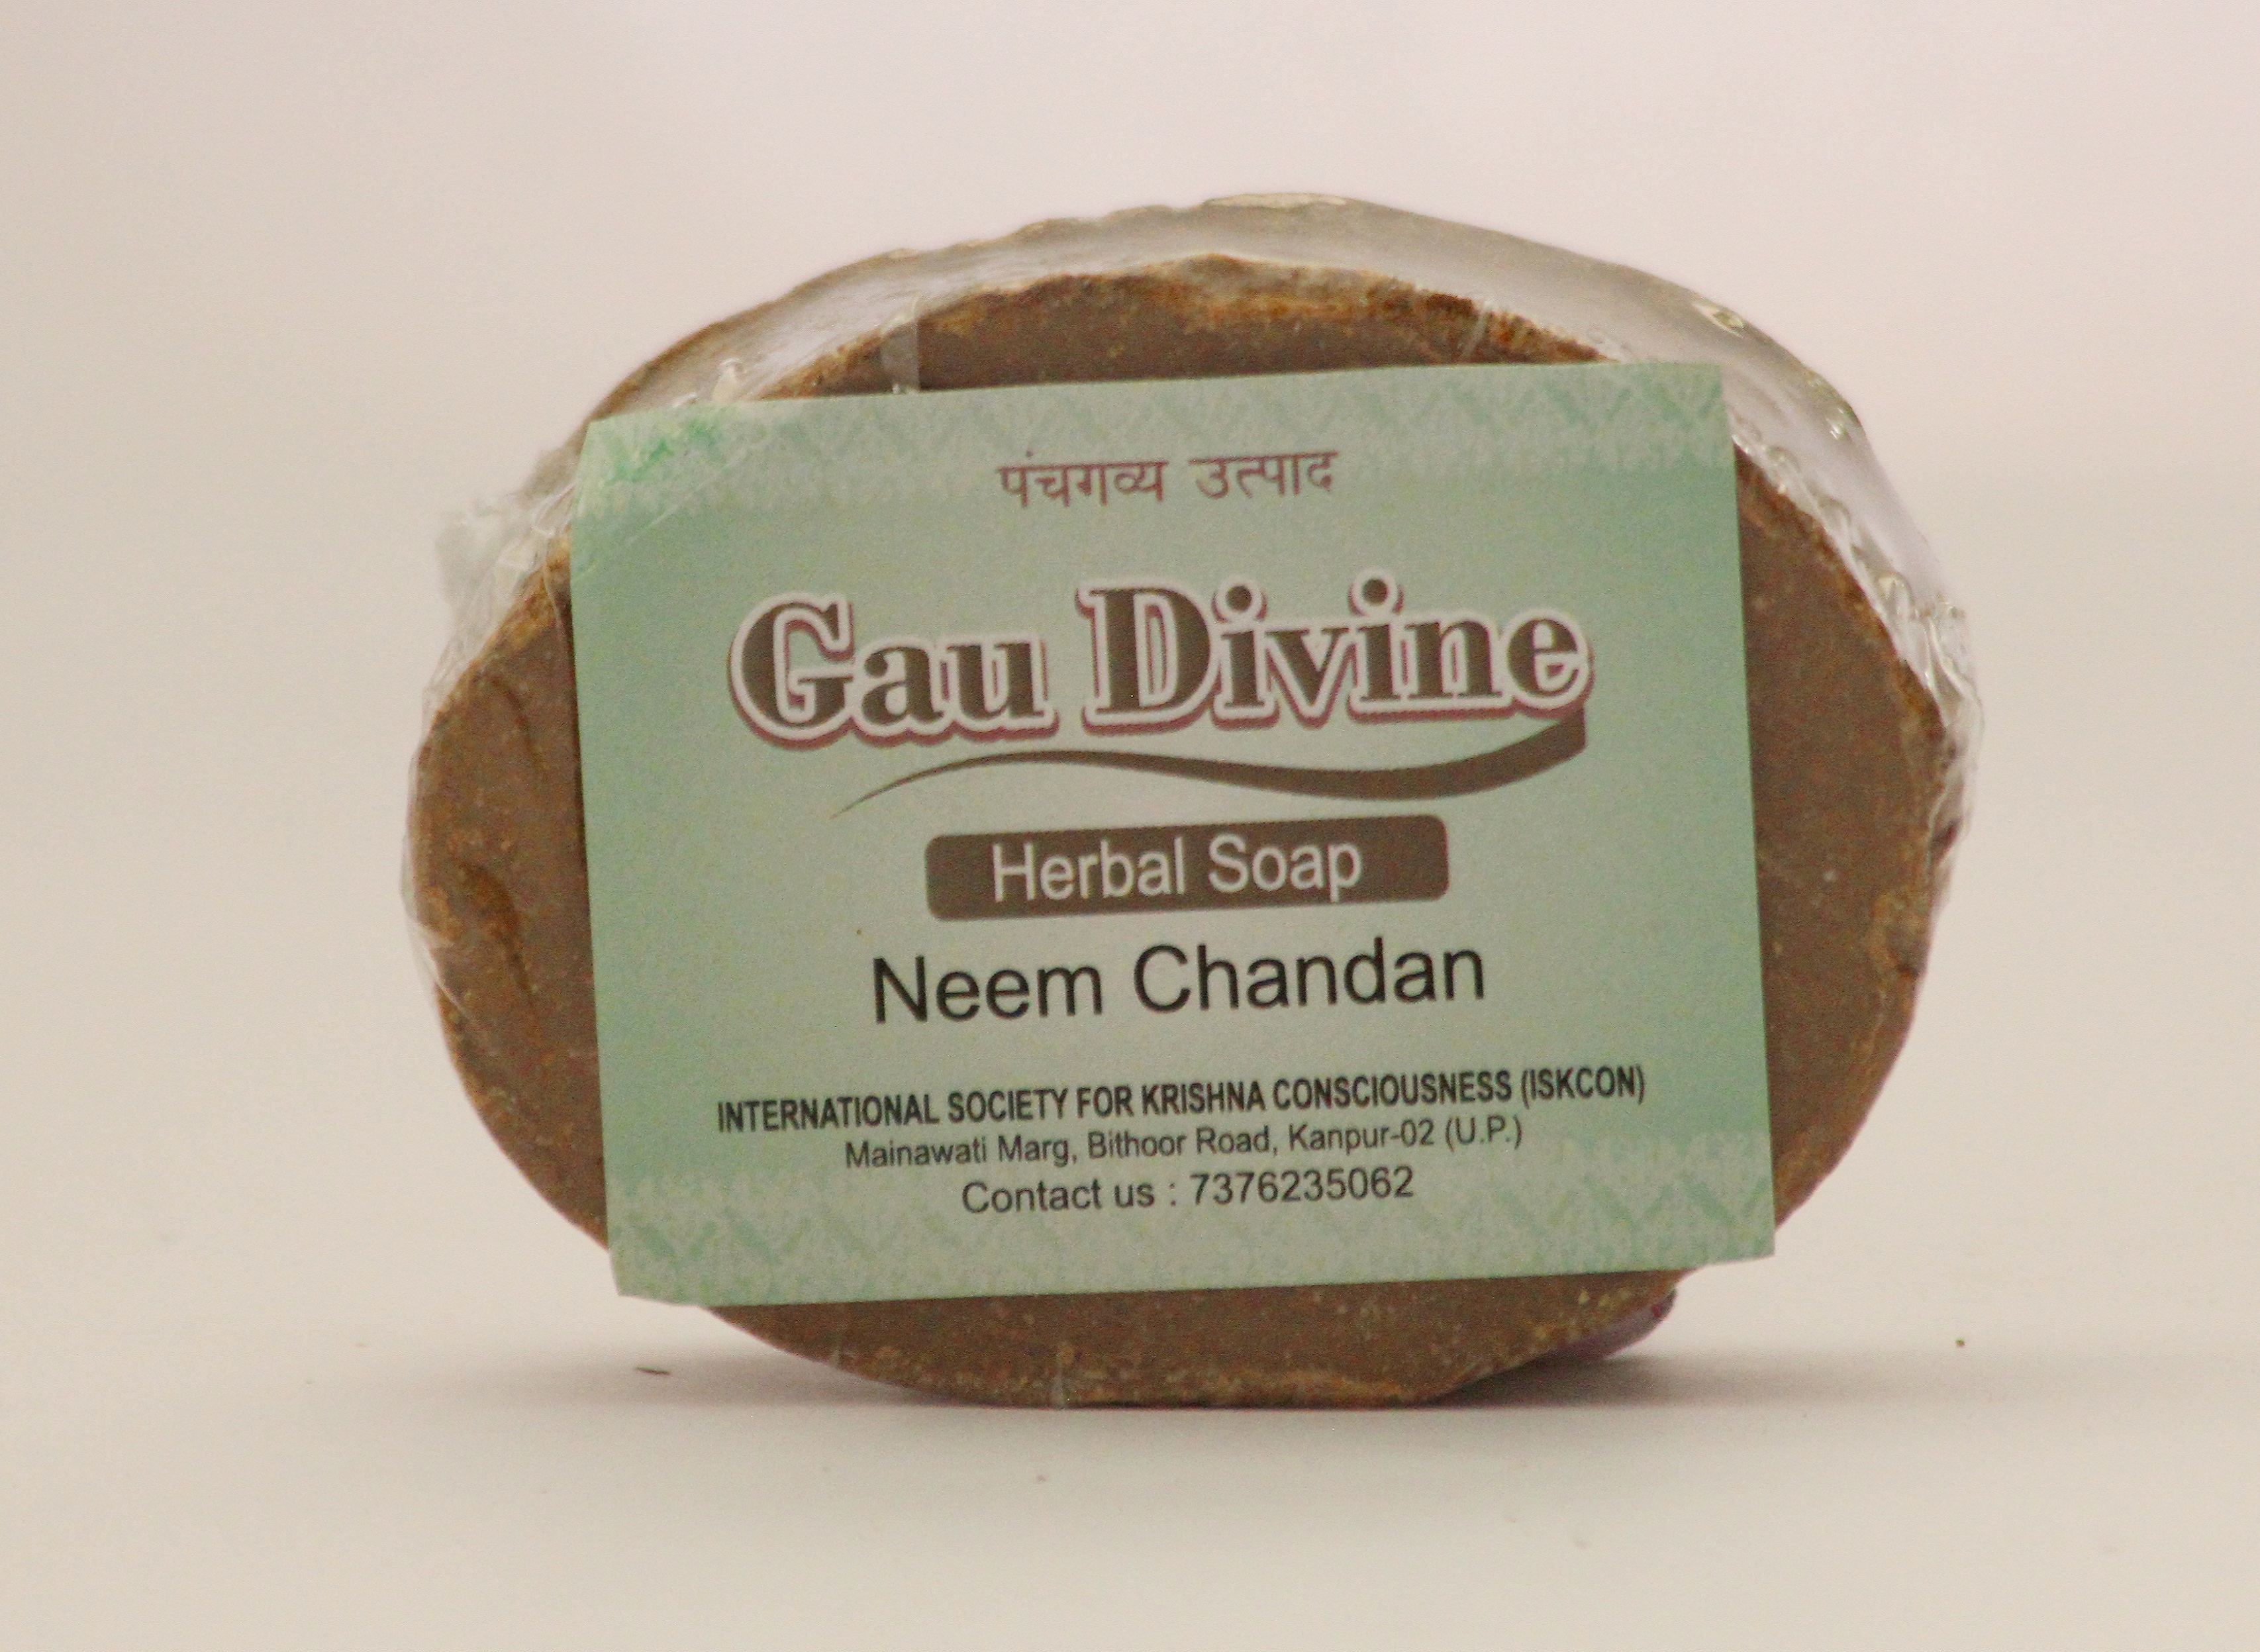 पंचगव्य उत्पाद
Gau Divine
Herbal Soap
Neem Chandan
INTERNATIONAL SOCIETY FOR KRISHNA CONSCIOUSNESS (ISKCON)
Mainawati Marg, Bithoor Road, Kanpur-02 (U.P.)
Contact us : 7376235062